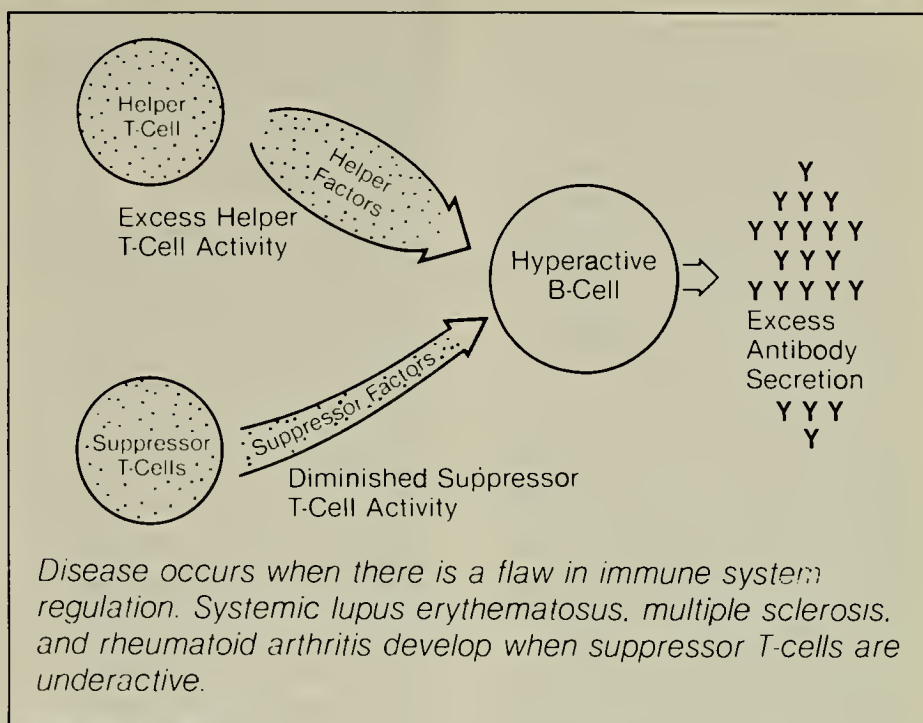 Helper
T-Cell
Helper
Factors
Excess Helper
T-Cell Activity
Hyperactive
B-Cell
Y
Y Y Y
Y Y Y Y Y
Y Y Y
Y Y Y Y Y
Excess
Antibody
Secretion
Y Y Y
Y
Suppressor
T-Cells
Suppressor Factors
Diminished Suppressor
T-Cell Activity
Disease occurs when there is a flaw in immune system
regulation. Systemic lupus erythematosus, multiple sclerosis,
and rheumatoid arthritis develop when suppressor T-cells are
underactive.